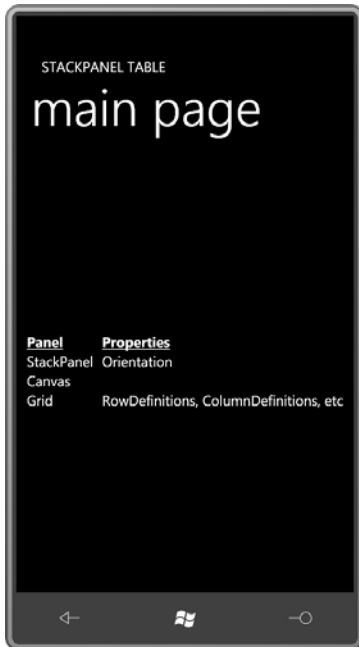 STACKPANEL TABLE
main page
Panel Properties
StackPanel Orientation
Canvas
Grid RowDefinitions, ColumnDefinitions, etc